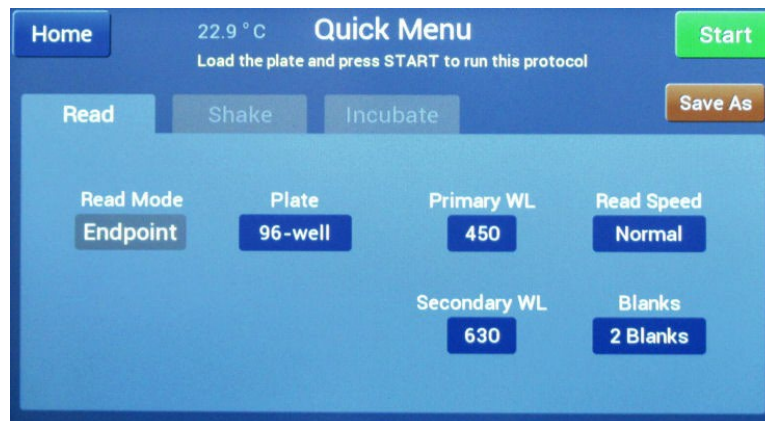 Home
22.9 °C
Quick Menu
Start
Load the plate and press START to run this protocol
Save As
Read
Shake
Incubate
Read Mode
Plate
Primary WL
Read Speed
Endpoint
96-well
450
Normal
Secondary WL
Blanks
630
2 Blanks